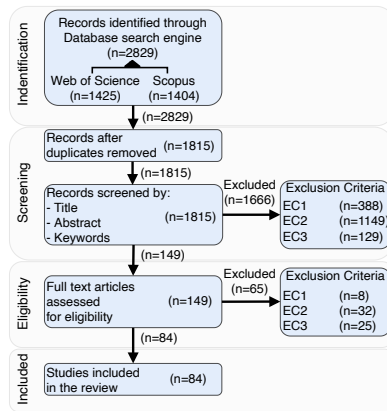 Indentification
Records identified through
Database search engine
(n=2829)
Web of Science Scopus
(n=1425) (n=1404)
(n=2829)
Screening
Records after
duplicates removed (n=1815)
(n=1815)
Records screened by:
- Title
- Abstract
- Keywords
(n=1815)
Excluded
(n=1666)
Exclusion Criteria
EC1 (n=388)
EC2 (n=1149)
EC3 (n=129)
(n=149)
Eligibility
Full text articles
assessed
for eligibility
(n=149)
Excluded
(n=65)
Exclusion Criteria
EC1 (n=8)
EC2 (n=32)
EC3 (n=25)
(n=84)
Included
Studies included
in the review
(n=84)